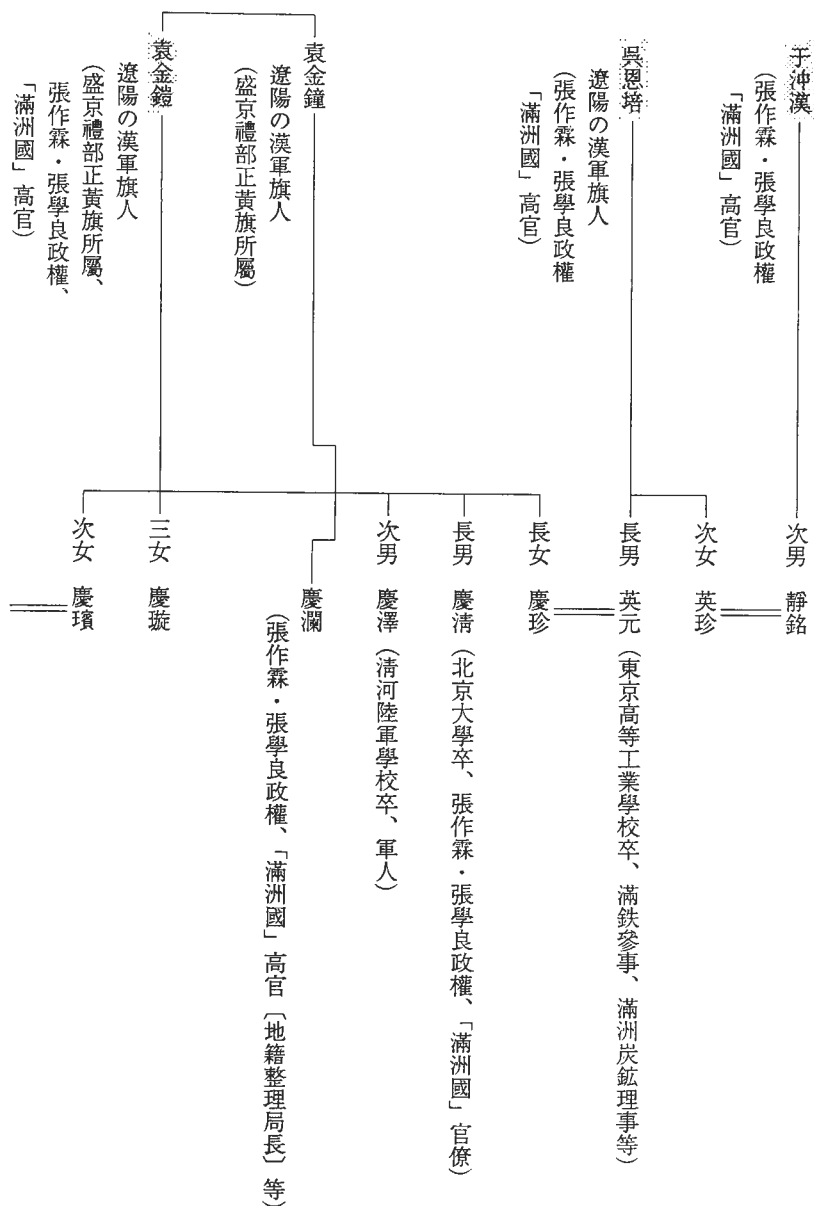 于沖漢
（張作霖・張學良政權
「滿洲國」高官）
次男　靜銘
次女　英珍
吳恩培
遼陽の漢軍旗人
（張作霖・張學良政權
「滿洲國」高官）
長男　英元（東京高等工業學校卒、滿鉄參事、滿洲炭鉱理事等）
長女　慶珍
長男　慶淸（北京大學卒、張作霖・張學良政權、「滿洲國」官僚）
次男　慶澤（淸河陸軍學校卒、軍人）
袁金鐘
遼陽の漢軍旗人
（盛京禮部正黃旗所屬）
慶瀾
（張作霖・張學良政權、「滿洲國」高官〔地籍整理局長〕等）
袁金鎧
遼陽の漢軍旗人
（盛京禮部正黃旗所屬、
張作霖・張學良政權、
「滿洲國」高官）
三女　慶璇
次女　慶璸